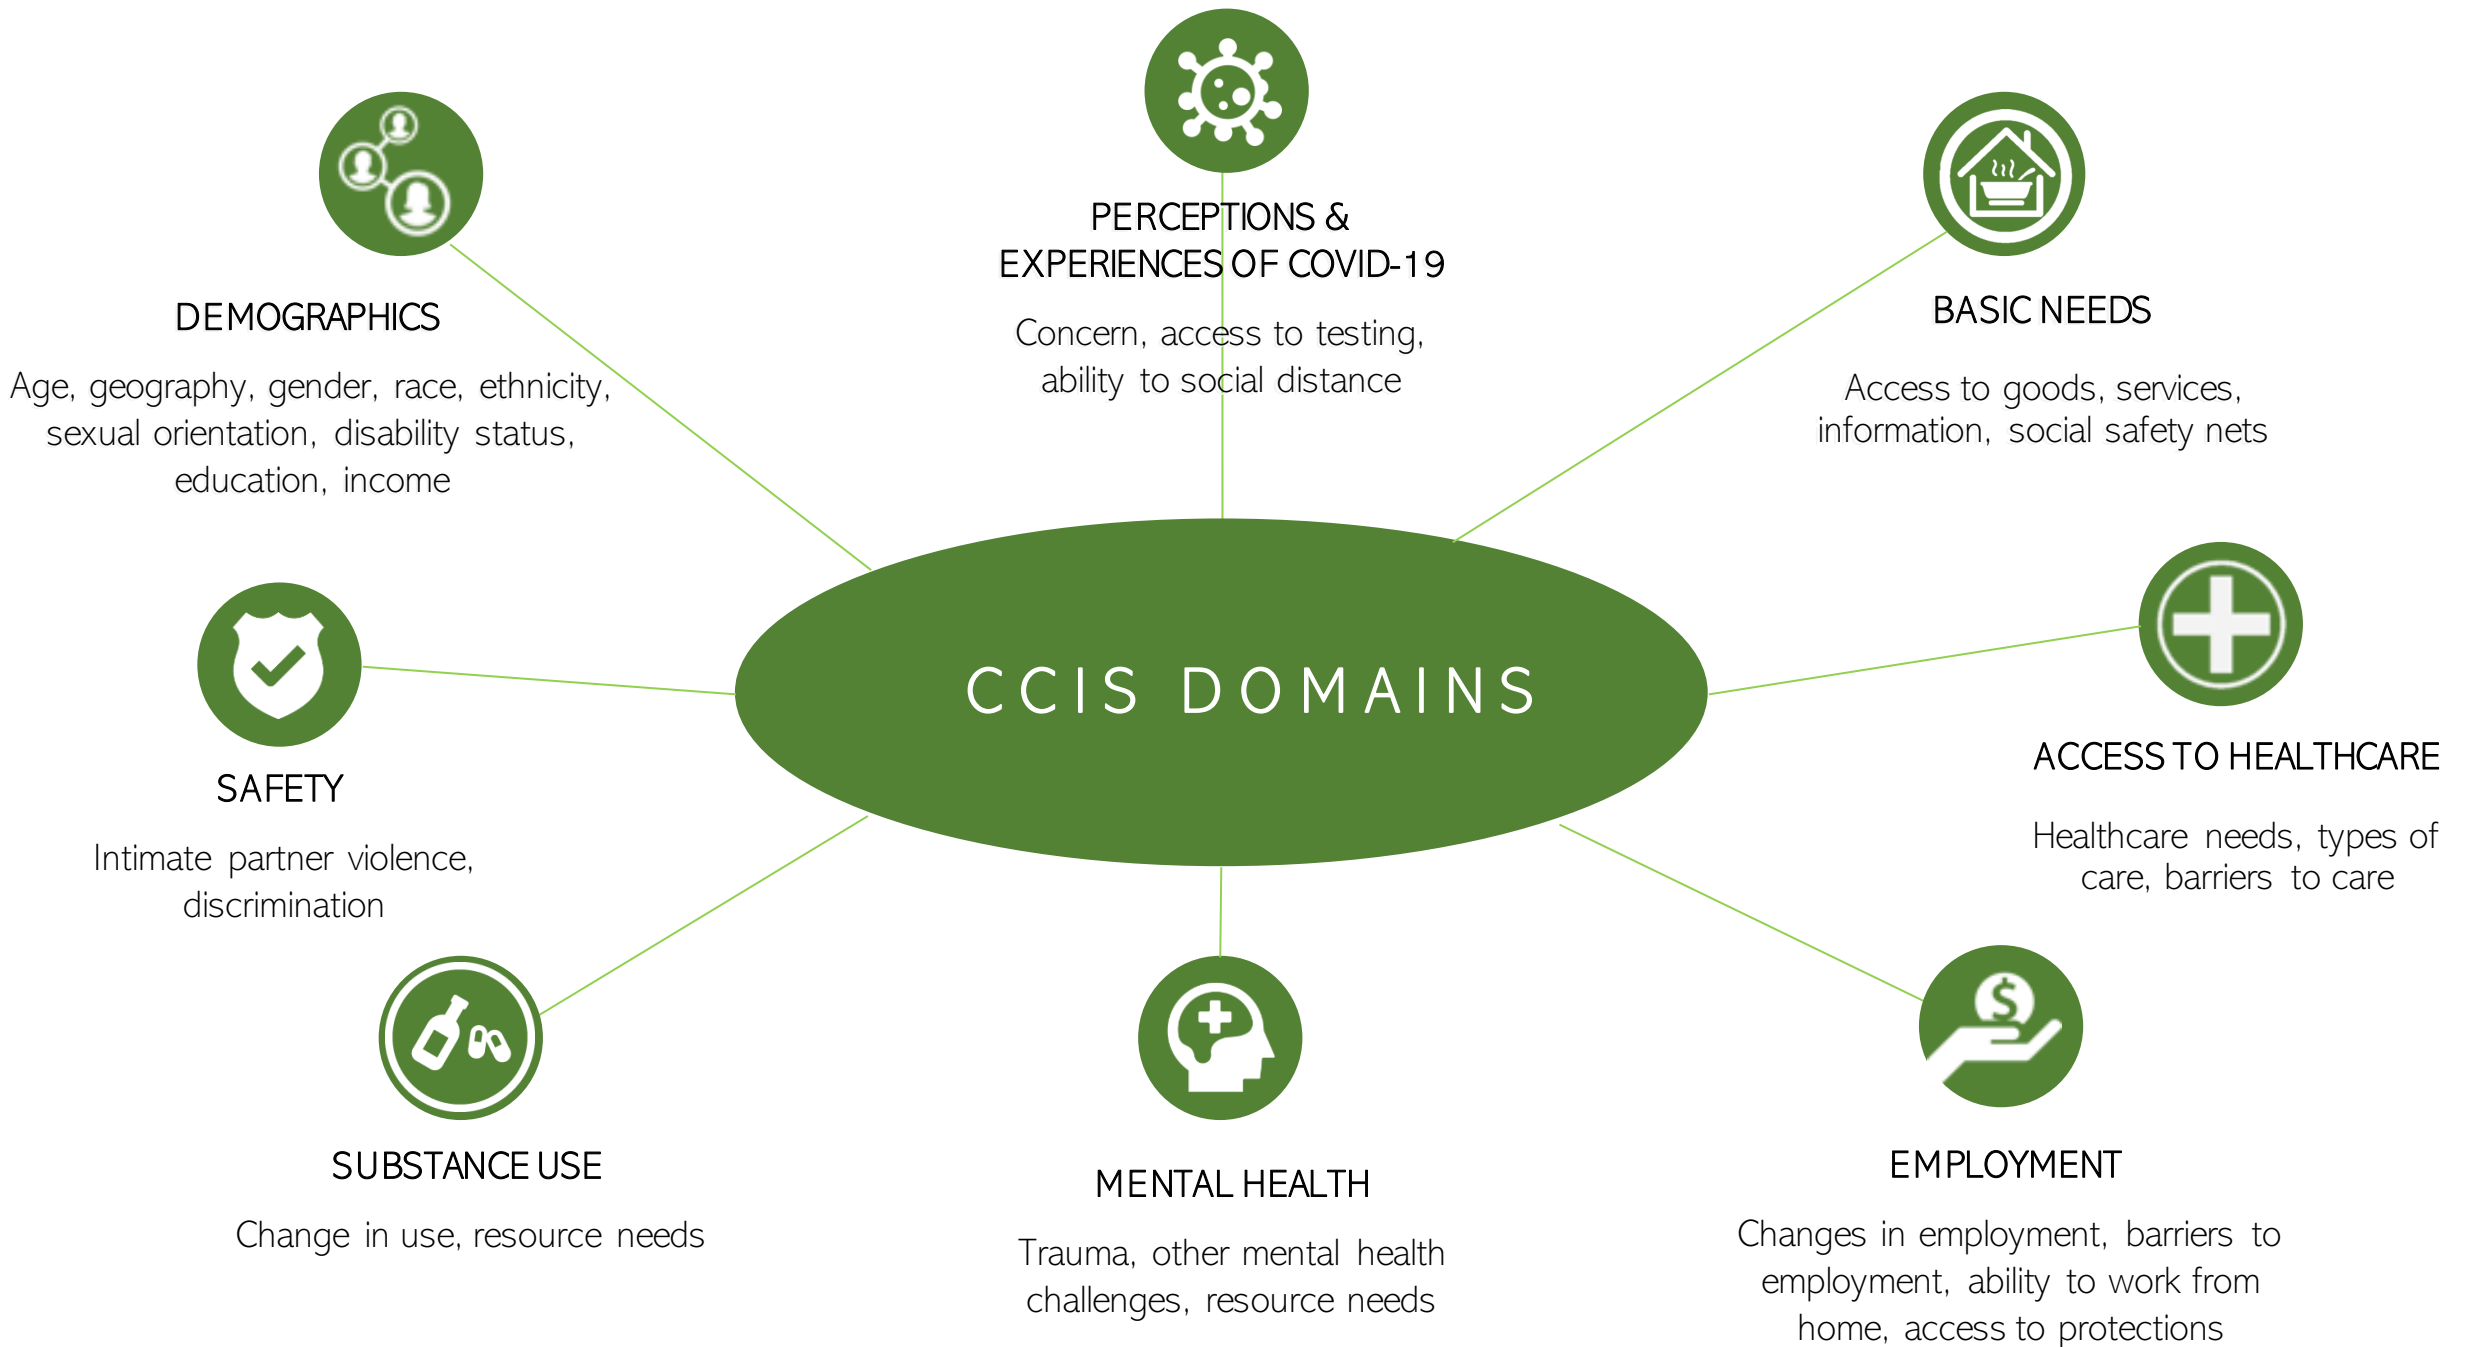 PERCEPTIONS &
EXPERIENCES OF COVID-19
Concern, access to testing,
ability to social distance
DEMOGRAPHICS
Age, geography, gender, race, ethnicity,
sexual orientation, disability status,
education, income
BASIC NEEDS
Access to goods, services,
information, social safety nets
CCIS DOMAINS
SAFETY
Intimate partner violence,
discrimination
ACCESS TO HEALTHCARE
Healthcare needs, types of
care, barriers to care
$
SUBSTANCE USE
Change in use, resource needs
MENTAL HEALTH
Trauma, other mental health
challenges, resource needs
EMPLOYMENT
Changes in employment, barriers to
employment, ability to work from
home, access to protections